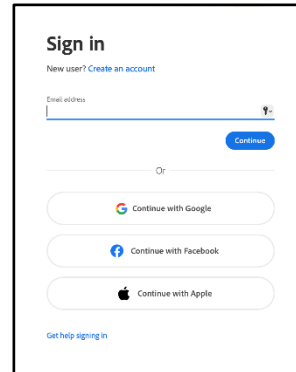 Sign in
New user? Create an account
Email address
Continue
Or
Continue with Google
Continue with Facebook
Continue with Apple
Get help signing in